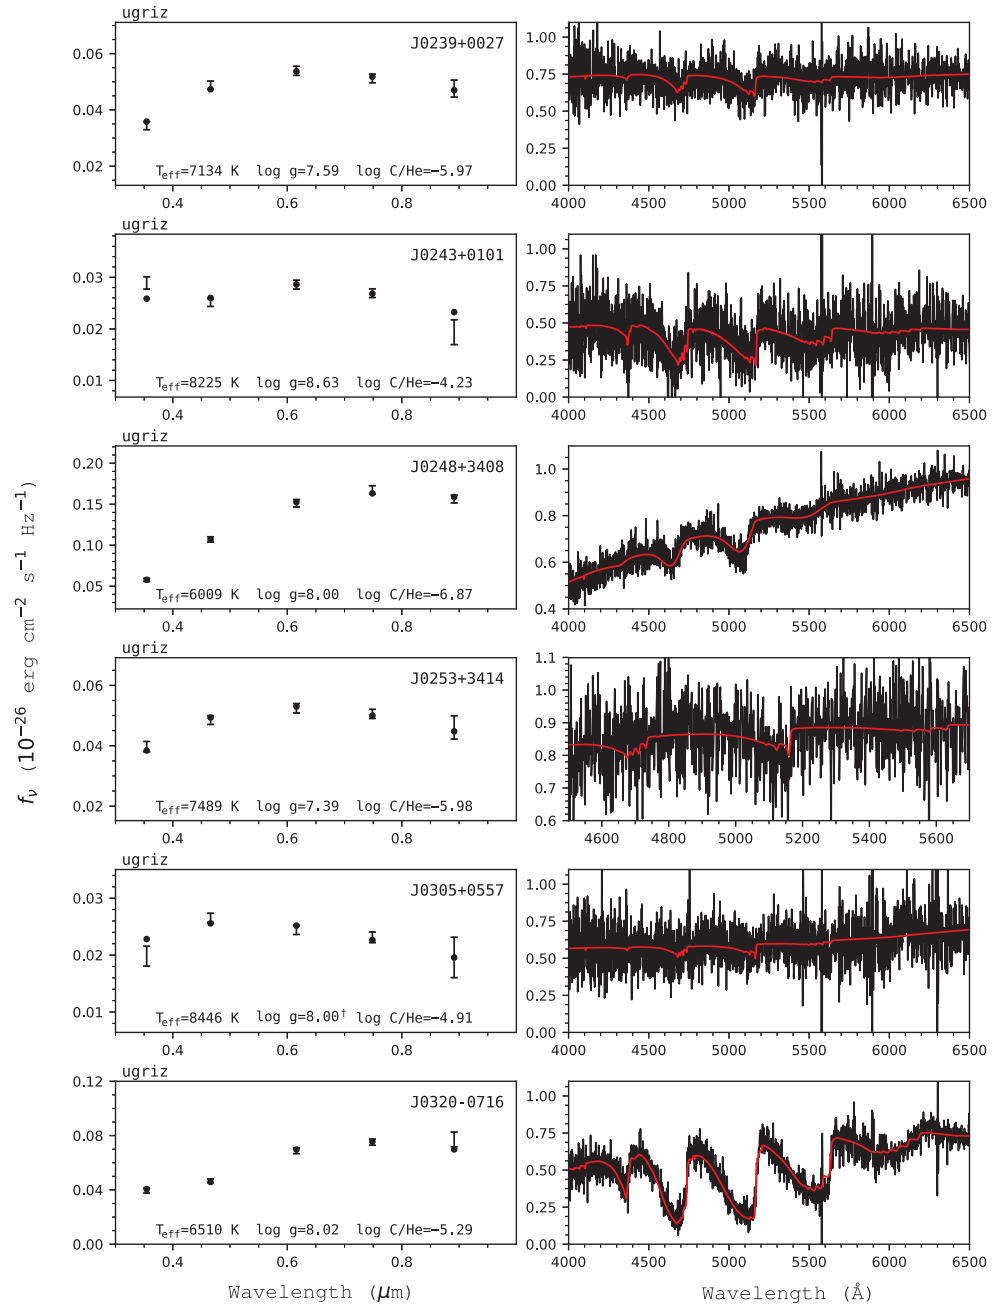 ugriz
J0239+0027
0.06
0.04
0.02
T_eff=7134 K log g=7.59 log C/He=−5.97
0.4 0.6 0.8
1.00
0.75
0.50
0.25
0.00
4000 4500 5000 5500 6000 6500
ugriz
J0243+0101
0.03
0.02
0.01
T_eff=8225 K log g=8.63 log C/He=−4.23
0.4 0.6 0.8
1.00
0.75
0.50
0.25
0.00
4000 4500 5000 5500 6000 6500
ugriz
J0248+3408
0.20
0.15
0.10
0.05
T_eff=6009 K log g=8.00 log C/He=−6.87
0.4 0.6 0.8
1.0
0.8
0.6
0.4
4000 4500 5000 5500 6000 6500
f_ν (10^−26 erg cm^−2 s^−1 Hz^−1)
ugriz
J0253+3414
0.06
0.04
0.02
T_eff=7489 K log g=7.39 log C/He=−5.98
0.4 0.6 0.8
1.1
1.0
0.9
0.8
0.7
0.6
4600 4800 5000 5200 5400 5600
ugriz
J0305+0557
0.03
0.02
0.01
T_eff=8446 K log g=8.00† log C/He=−4.91
0.4 0.6 0.8
1.00
0.75
0.50
0.25
0.00
4000 4500 5000 5500 6000 6500
ugriz
J0320-0716
0.12
0.08
0.04
0.00
T_eff=6510 K log g=8.02 log C/He=−5.29
0.4 0.6 0.8
1.00
0.75
0.50
0.25
0.00
4000 4500 5000 5500 6000 6500
Wavelength (μm)
Wavelength (Å)